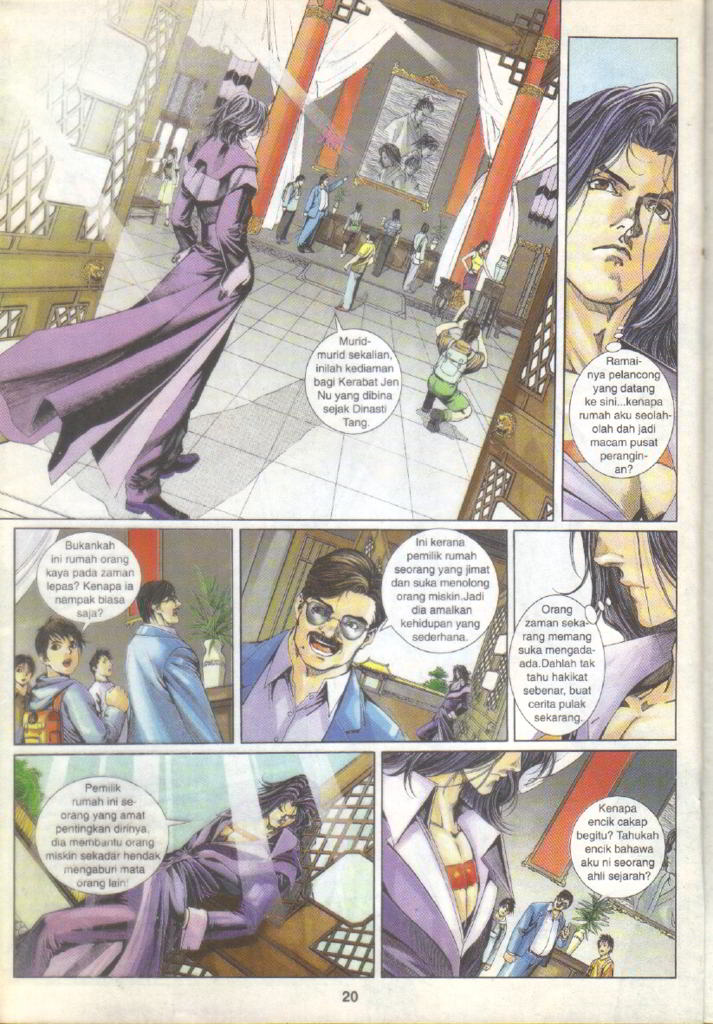 Murid-
murid sekalian,
inilah kediaman
bagi Kerabat Jen
Nu yang dibina
sejak Dinasti
Tang.
Ramai-
nya pelancong
yang datang
ke sini...kenapa
rumah aku seolah-
olah dah jadi
macam pusat
perangin-
an?
Bukankah
ini rumah orang
kaya pada zaman
lepas? Kenapa ia
nampak biasa
saja?
Ini kerana
pemilik rumah
seorang yang jimat
dan suka menolong
orang miskin.Jadi
dia amalkan
kehidupan yang
sederhana.
Orang
zaman seka-
rang memang
suka mengada-
ada.Dahlah tak
tahu hakikat
sebenar, buat
cerita pulak
sekarang.
Pemilik
rumah ini se-
orang yang amat
pentingkan dirinya,
dia membantu orang
miskin sekadar hendak
mengaburi mata
orang lain!
Kenapa
encik cakap
begitu? Tahukah
encik bahawa
aku ni seorang
ahli sejarah?
20